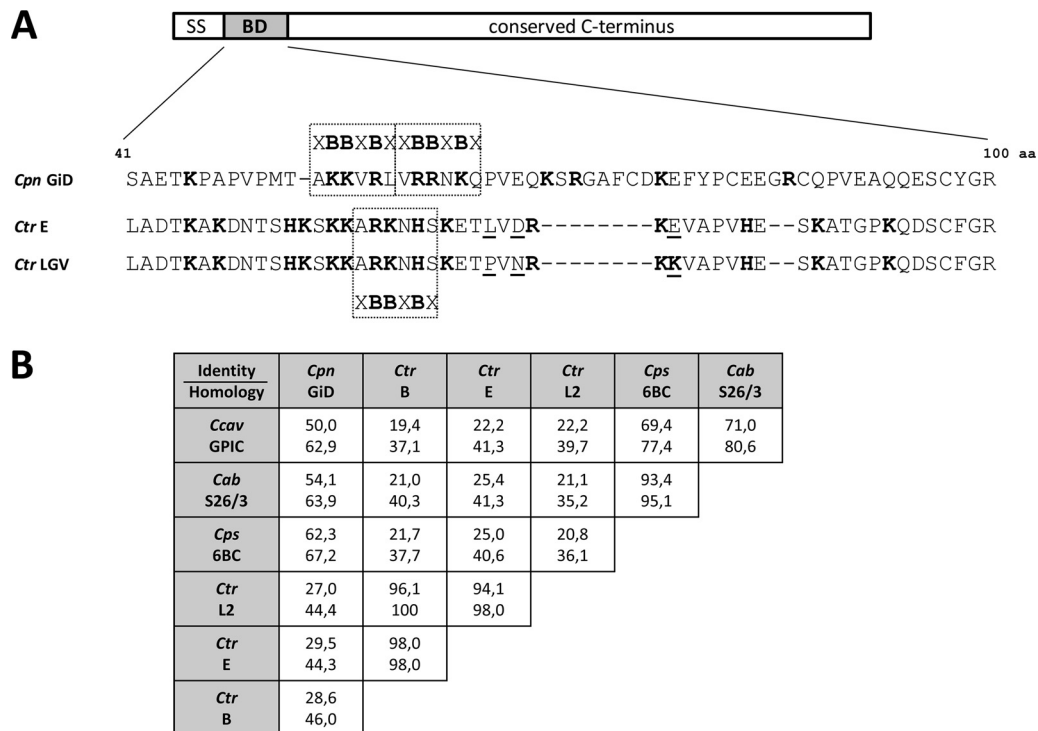 A
SS BD conserved C-terminus
41 100 aa
XBBXBX XBBXBX
Cpn GiD SAETKPAPVPMT-AKKVRLVRRNKQPVEQKSRGAFCDKEFYPCEEGRCQPVEAQQESCYGR
Ctr E LADTKAKDNTSHKSKKARKNHSKETLVDR--------KEVAPVHE--SKATGPKQDSCFGR
Ctr LGV LADTKAKDNTSHKSKKARKNHSKETPVNR--------KKVAPVHE--SKATGPKQDSCFGR
XBBXBX
B
Identity Cpn Ctr Ctr Ctr Cps Cab
Homology GiD B E L2 6BC S26/3
Ccav 50,0 19,4 22,2 22,2 69,4 71,0
GPIC 62,9 37,1 41,3 39,7 77,4 80,6
Cab 54,1 21,0 25,4 21,1 93,4
S26/3 63,9 40,3 41,3 35,2 95,1
Cps 62,3 21,7 25,0 20,8
6BC 67,2 37,7 40,6 36,1
Ctr 27,0 96,1 94,1
L2 44,4 100 98,0
Ctr 29,5 98,0
E 44,3 98,0
Ctr 28,6
B 46,0